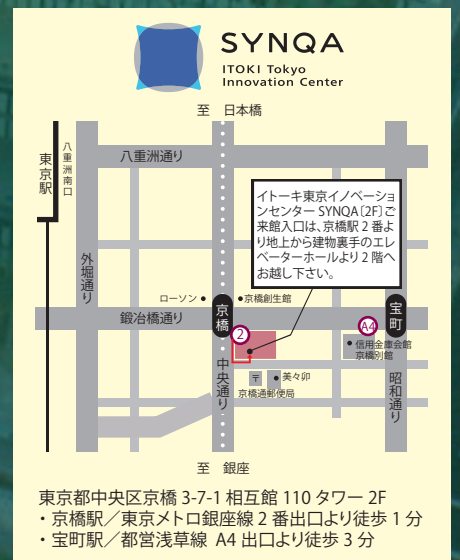 SYNQA
ITOKI Tokyo
Innovation Center
至 日本橋
東京駅
八重洲南口
八重洲通り
イトーキ東京イノベーシ
ョンセンター SYNQA〔2F〕ご
来館入口は、京橋駅 2 番よ
り地上から建物裏手のエレ
ベーターホールより 2 階へ
お越し下さい。
外堀通り
ローソン
京橋創生館
京橋
宝町
鍛冶橋通り
2
A4
信用金庫会館
京橋別館
中央通り
〒
美々卯
京橋通郵便局
昭和通り
至 銀座
東京都中央区京橋 3-7-1 相互館 110 タワー 2F
・京橋駅／東京メトロ銀座線 2 番出口より徒歩 1 分
・宝町駅／都営浅草線 A4 出口より徒歩 3 分